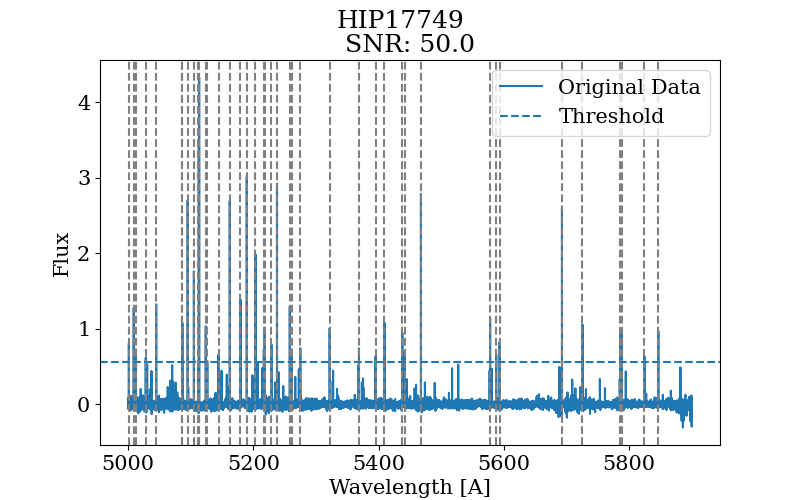 HIP17749
SNR: 50.0
Original Data
Threshold
Flux
4
3
2
1
0
5000 5200 5400 5600 5800
Wavelength [A]